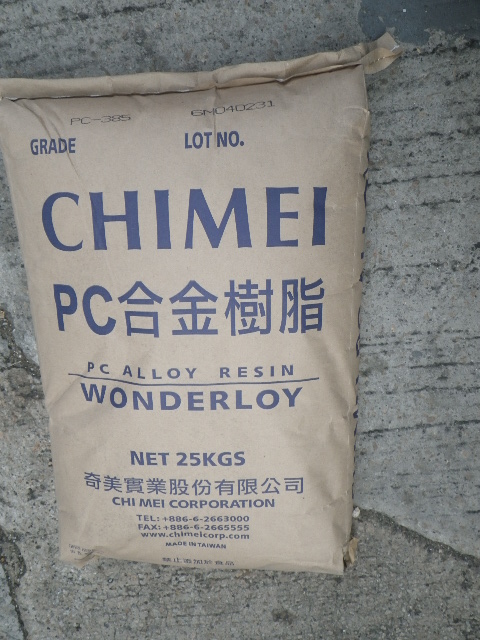 PC-385 GM040231
GRADE LOT NO.
CHIMEI
PC合金樹脂
PC ALLOY RESIN
WONDERLOY
NET 25KGS
奇美實業股份有限公司
CHI MEI CORPORATION
TEL: +886-6-2663000
FAX: +886-6-2665555
www.chimeicorp.com
MADE IN TAIWAN